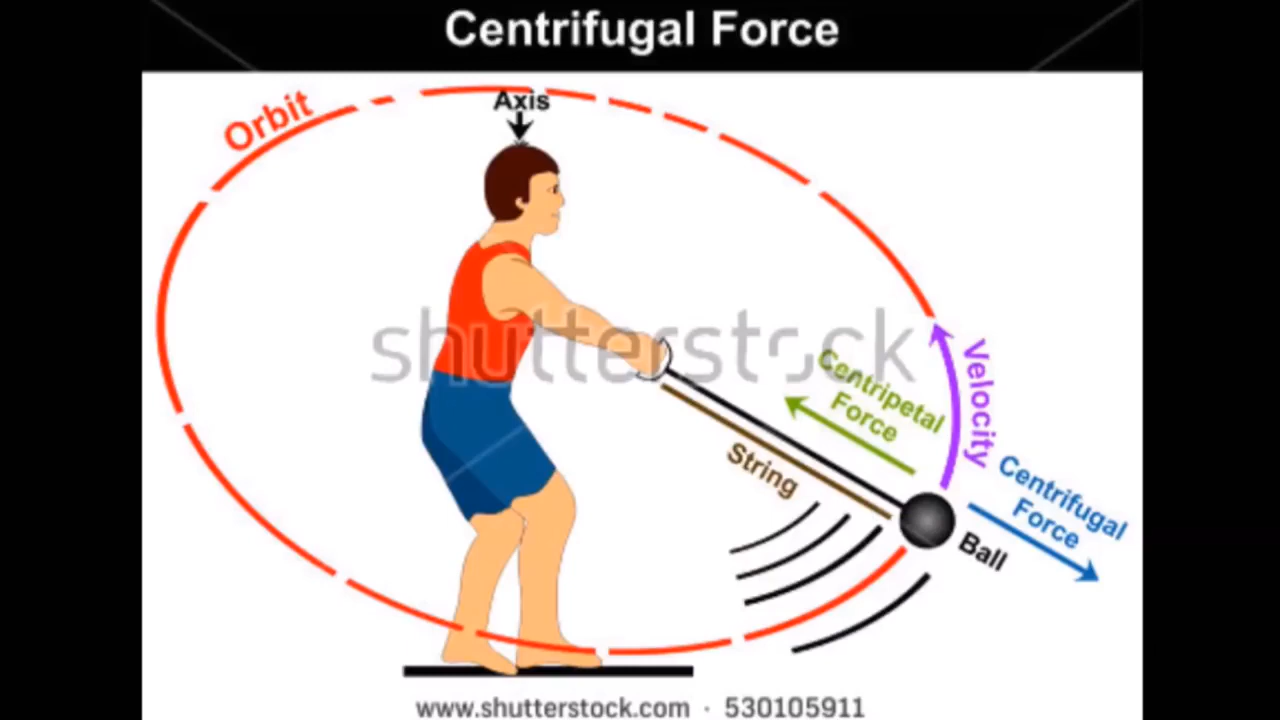 Centrifugal Force
Orbit
Axis
shutterstock
Centripetal
Force
Velocity
String
Centrifugal
Force
Ball
www.shutterstock.com · 530105911